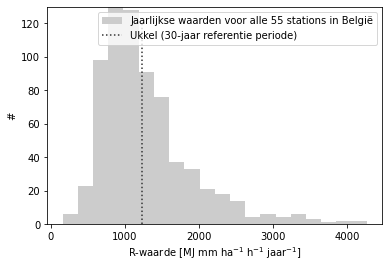 Jaarlijkse waarden voor alle 55 stations in België
Ukkel (30-jaar referentie periode)
120
100
80
60
40
20
0
#
0 1000 2000 3000 4000
R-waarde [MJ mm ha⁻¹ h⁻¹ jaar⁻¹]